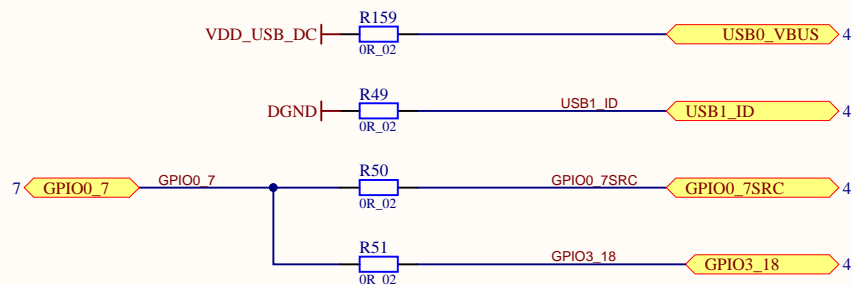 R159
VDD_USB_DC
0R_02
USB0_VBUS
4
R49
DGND
0R_02
USB1_ID
USB1_ID
4
R50
7
GPIO0_7
GPIO0_7
0R_02
GPIO0_7SRC
GPIO0_7SRC
4
R51
0R_02
GPIO3_18
GPIO3_18
4